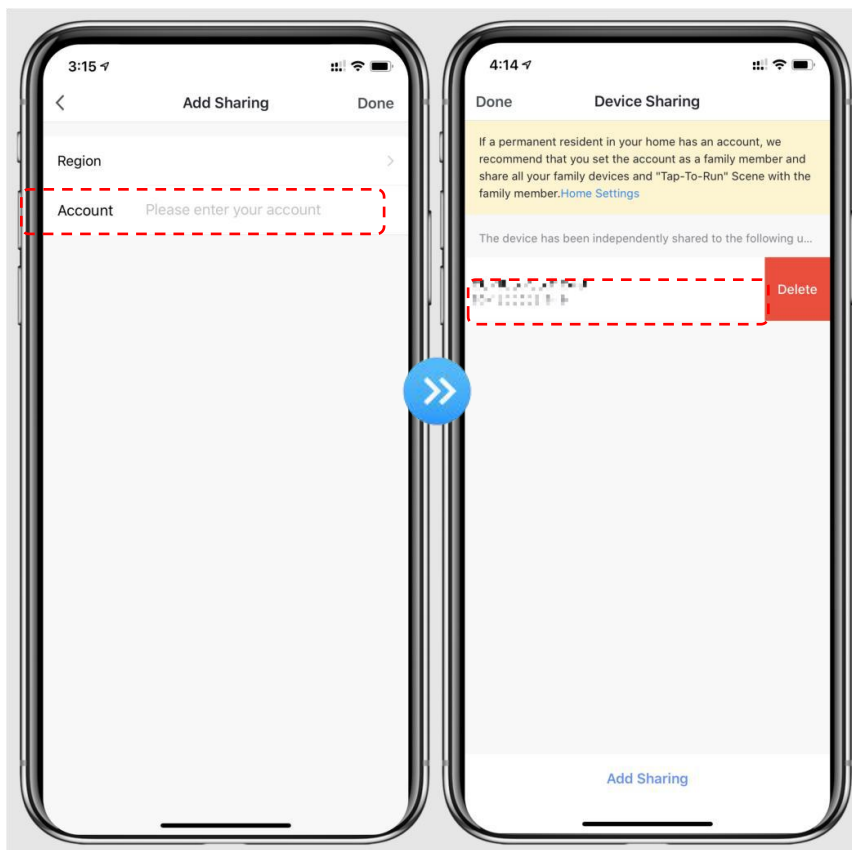 3:15
Add Sharing
Done
Region
Account
Please enter your account
4:14
Done
Device Sharing
If a permanent resident in your home has an account, we
recommend that you set the account as a family member and
share all your family devices and "Tap-To-Run" Scene with the
family member.Home Settings
The device has been independently shared to the following u...
Delete
Add Sharing